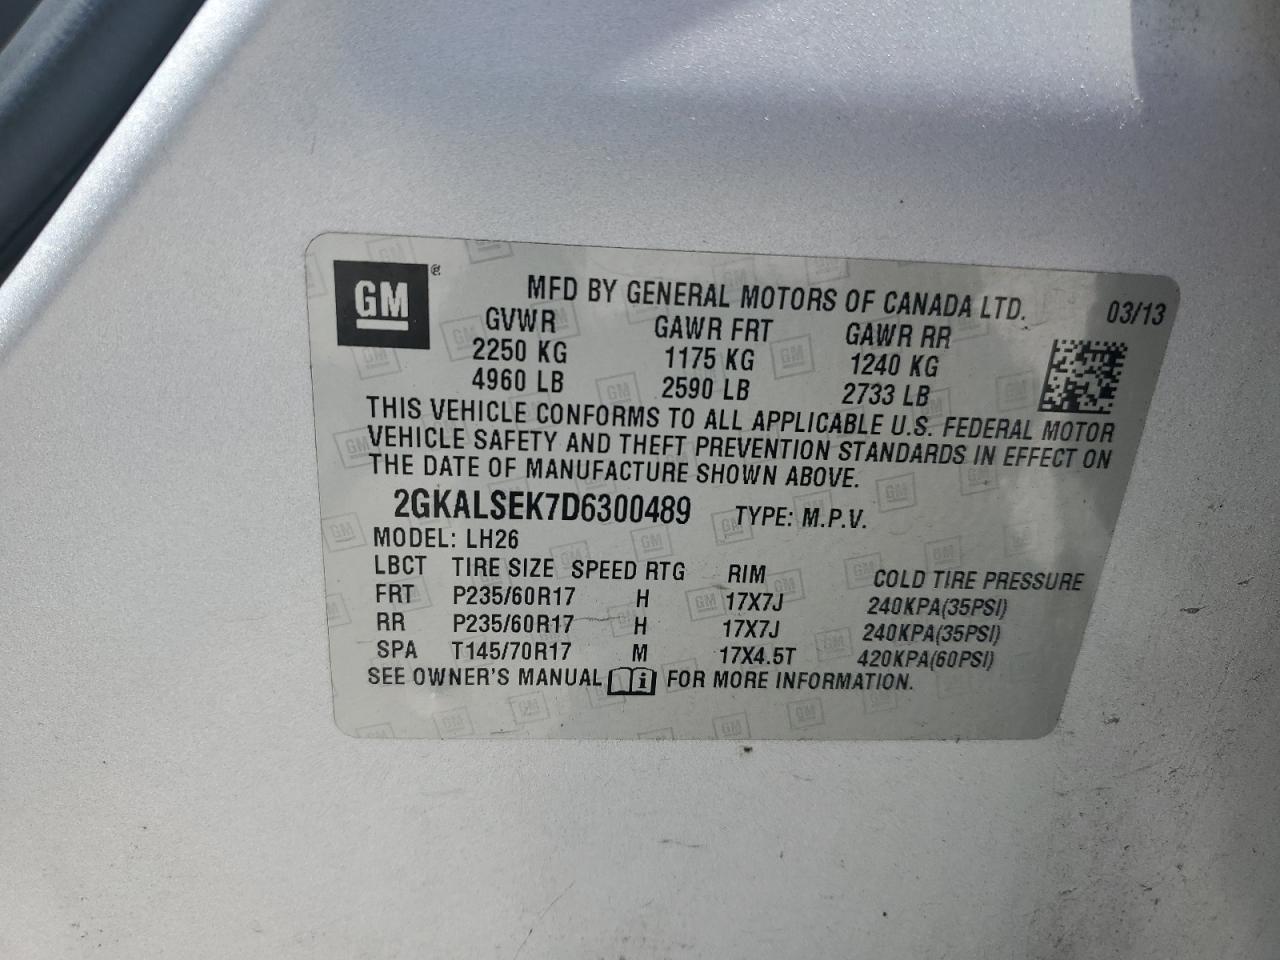 GM®
MFD BY GENERAL MOTORS OF CANADA LTD. 03/13
GVWR GAWR FRT GAWR RR
2250 KG 1175 KG 1240 KG
4960 LB 2590 LB 2733 LB
THIS VEHICLE CONFORMS TO ALL APPLICABLE U.S. FEDERAL MOTOR
VEHICLE SAFETY AND THEFT PREVENTION STANDARDS IN EFFECT ON
THE DATE OF MANUFACTURE SHOWN ABOVE.
2GKALSEK7D6300489 TYPE: M.P.V.
MODEL: LH26
LBCT TIRE SIZE SPEED RTG RIM COLD TIRE PRESSURE
FRT P235/60R17 H 17X7J 240KPA(35PSI)
RR P235/60R17 H 17X7J 240KPA(35PSI)
SPA T145/70R17 M 17X4.5T 420KPA(60PSI)
SEE OWNER'S MANUAL i FOR MORE INFORMATION.